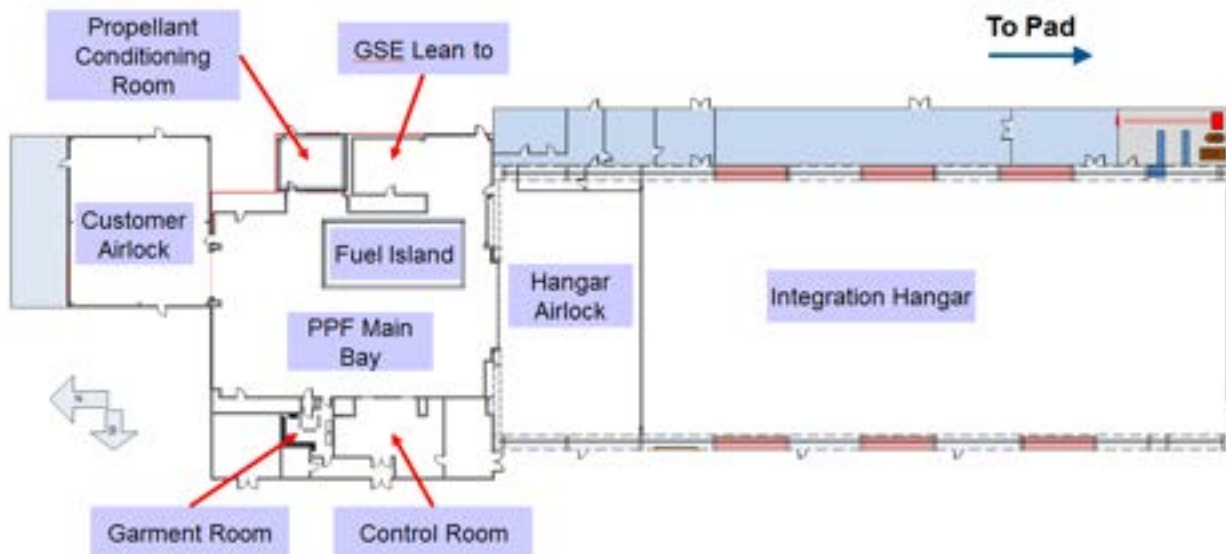 Propellant
Conditioning
Room
GSE Lean to
To Pad
Customer
Airlock
Fuel Island
Hangar
Airlock
Integration Hangar
PPF Main
Bay
Garment Room
Control Room